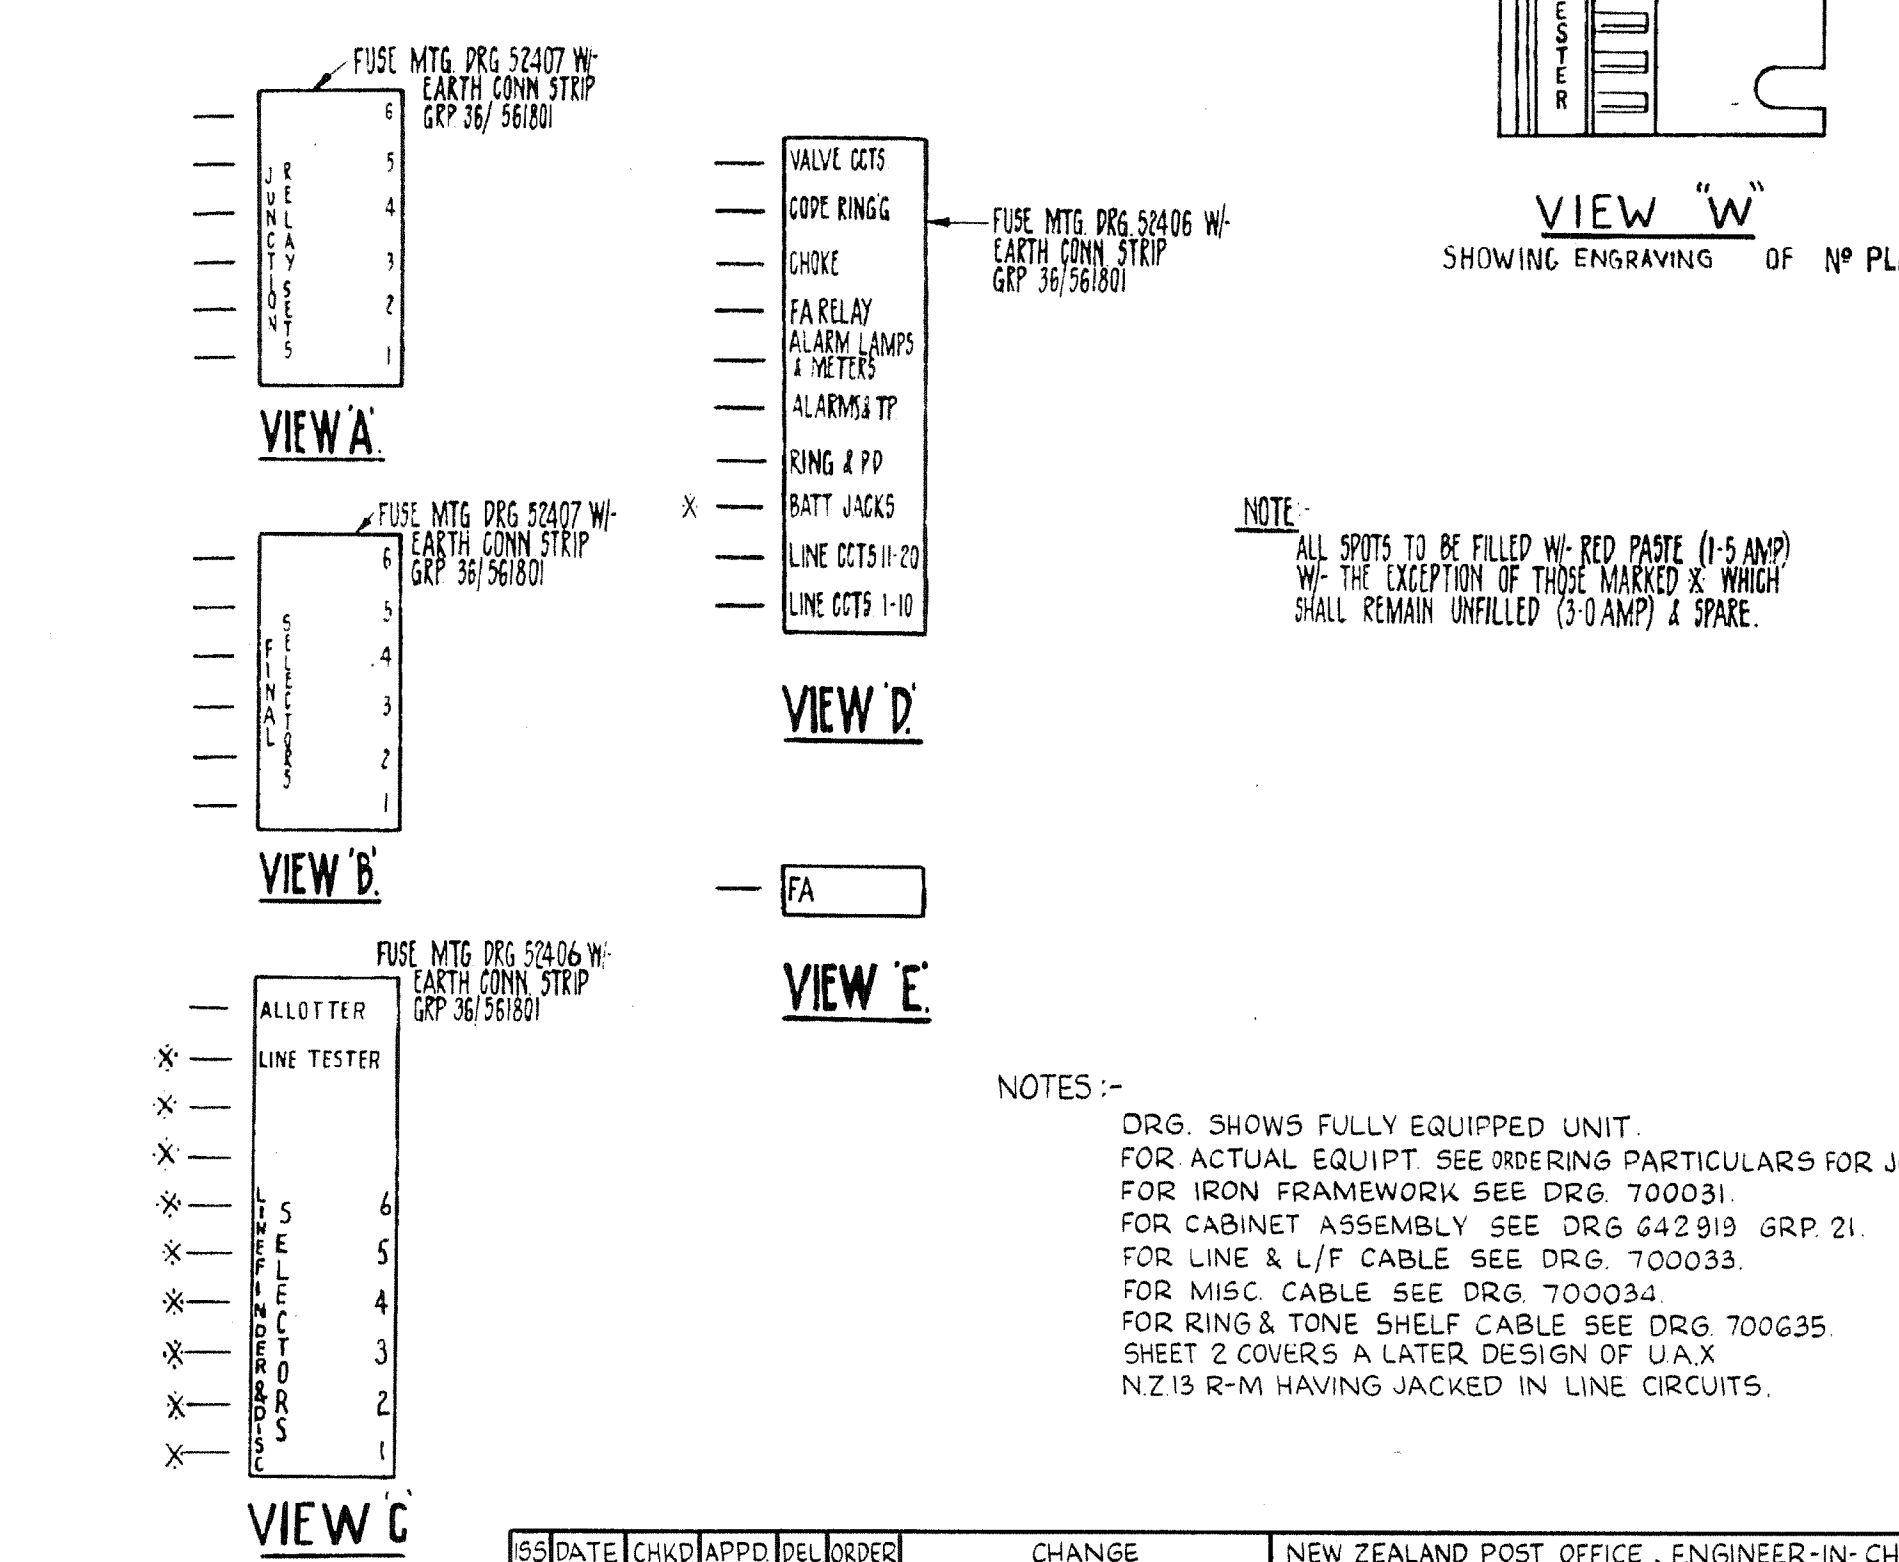 FUSE MTG. DRG 52407 W/-
EARTH CONN STRIP
GRP. 36/ 561801
JUNCTION
RELAY SETS
6
5
4
3
2
1
VIEW 'A'.
FUSE MTG DRG 52407 W/-
EARTH CONN STRIP
GRP. 36/ 561801
FINAL
SELECTORS
6
5
4
3
2
1
VIEW 'B'.
FUSE MTG DRG 52406 W/-
EARTH CONN. STRIP
GRP 36/ 561801
ALLOTTER
X LINE TESTER
X
X
LINEFINDER & DISC
SELECTORS
X 6
X 5
X 4
X 3
X 2
X 1
VIEW 'C'
VALVE CCTS
CODE RING'G
CHOKE
FA RELAY
ALARM LAMPS
& METERS
ALARMS & TP
RING & PD
X BATT JACKS
LINE CCTS 11-20
LINE CCTS 1-10
FUSE MTG. DRG. 52406 W/-
EARTH CONN. STRIP
GRP 36/561801
VIEW 'D'.
FA
VIEW 'E'.
ESTER
VIEW "W"
SHOWING ENGRAVING OF Nº PL
NOTE:-
ALL SPOTS TO BE FILLED W/- RED PASTE (1·5 AMP)
W/- THE EXCEPTION OF THOSE MARKED X WHICH
SHALL REMAIN UNFILLED (3·0 AMP) & SPARE.
NOTES :-
DRG. SHOWS FULLY EQUIPPED UNIT.
FOR ACTUAL EQUIPT. SEE ORDERING PARTICULARS FOR J
FOR IRON FRAMEWORK SEE DRG. 700031.
FOR CABINET ASSEMBLY SEE DRG 642919 GRP. 21.
FOR LINE & L/F CABLE SEE DRG. 700033.
FOR MISC. CABLE SEE DRG. 700034.
FOR RING & TONE SHELF CABLE SEE DRG. 700635.
SHEET 2 COVERS A LATER DESIGN OF U.A.X
N.Z.13 R-M HAVING JACKED IN LINE CIRCUITS.
ISS DATE CHKD APPD. DEL ORDER CHANGE
NEW ZEALAND POST OFFICE . ENGINEER-IN-CH